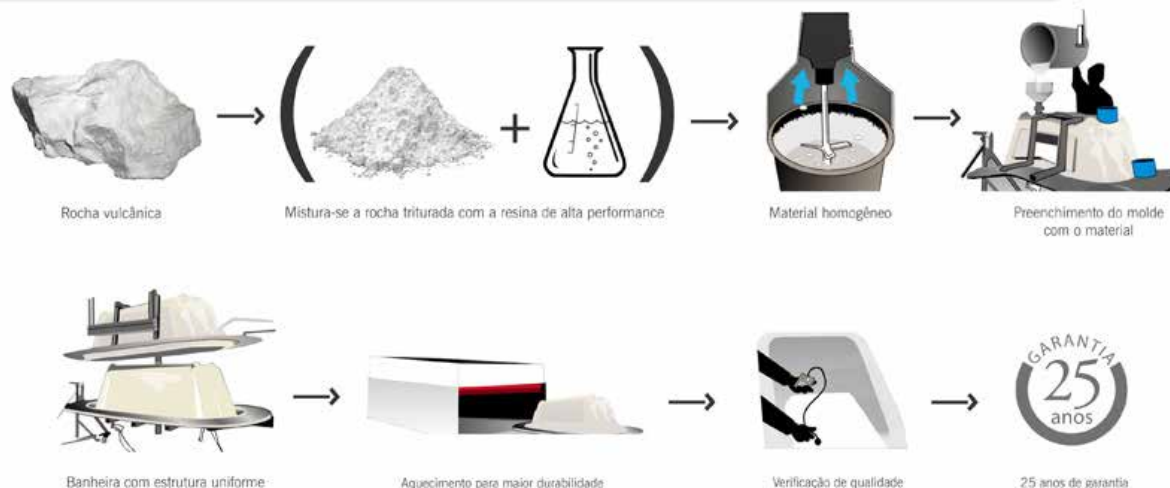 Rocha vulcânica
Mistura-se a rocha triturada com a resina de alta performance
Material homogêneo
Preenchimento do molde
com o material
Banheira com estrutura uniforme
Aquecimento para maior durabilidade
Verificação de qualidade
GARANTIA
25
anos
25 anos de garantia